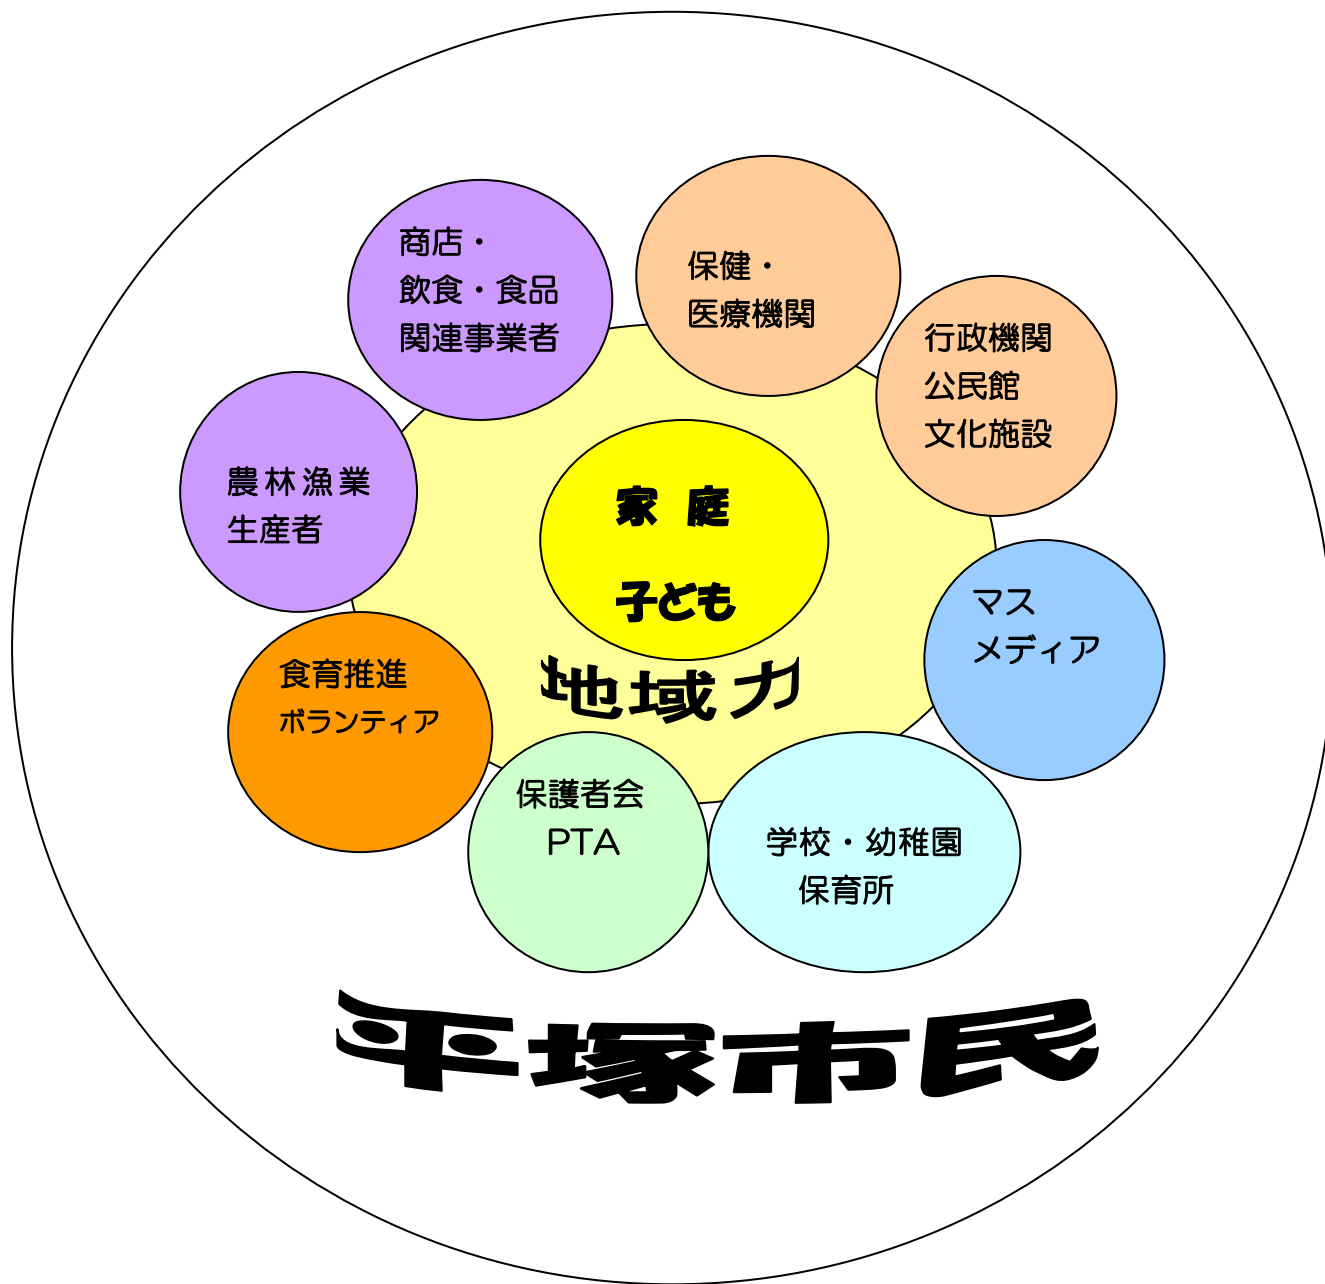 商店・
飲食・食品
関連事業者
保健・
医療機関
行政機関
公民館
文化施設
農林漁業
生産者
家 庭
子ども
地域力
マス
メディア
食育推進
ボランティア
保護者会
PTA
学校・幼稚園
保育所
平塚市民